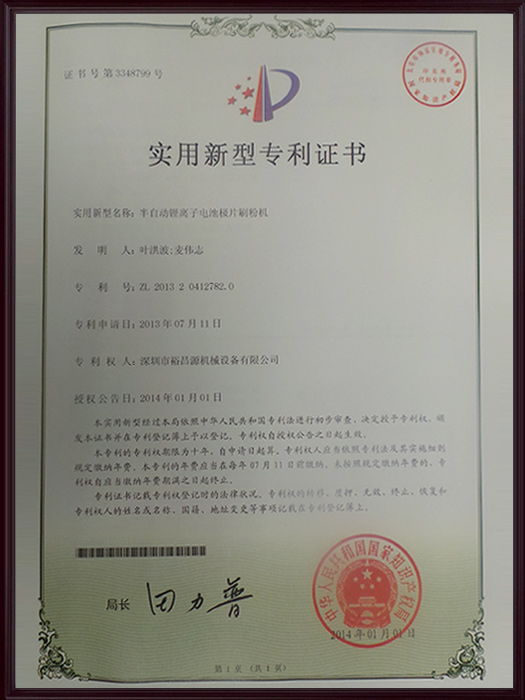 证书号第3348799号
实用新型专利证书
实用新型名称：半自动锂离子电池极片刷粉机
发 明 人：叶洪波;麦伟志
专 利 号：ZL 2013 2 0412782.0
专利申请日：2013年07月11日
专 利 权 人：深圳市裕昌源机械设备有限公司
授权公告日：2014年01月01日
本实用新型经过本局依照中华人民共和国专利法进行初步审查，决定授予专利权，颁
发本证书并在专利登记簿上予以登记。专利权自授权公告之日起生效。
本专利的专利权期限为十年，自申请日起算。专利权人应当依照专利法及其实施细则
规定缴纳年费。本专利的年费应当在每年07月11日前缴纳。未按照规定缴纳年费的，专
利权自应当缴纳年费期满之日起终止。
专利证书记载专利权登记时的法律状况。专利权的转移、质押、无效、终止、恢复和
专利权人的姓名或名称、国籍、地址变更等事项记载在专利登记簿上。
局长
田力普
中华人民共和国国家知识产权局
2014年01月01日
第1页（共1页）